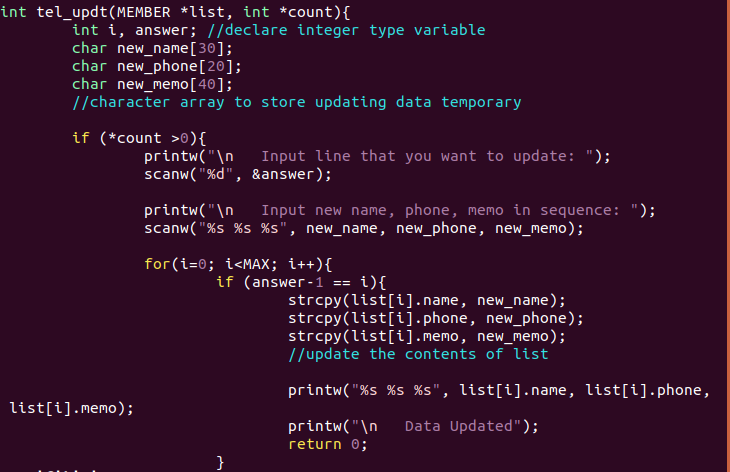 int tel_updt(MEMBER *list, int *count){
        int i, answer; //declare integer type variable
        char new_name[30];
        char new_phone[20];
        char new_memo[40];
        //character array to store updating data temporary

        if (*count >0){
                printw("\n   Input line that you want to update: ");
                scanw("%d", &answer);

                printw("\n   Input new name, phone, memo in sequence: ");
                scanw("%s %s %s", new_name, new_phone, new_memo);

                for(i=0; i<MAX; i++){
                        if (answer-1 == i){
                                strcpy(list[i].name, new_name);
                                strcpy(list[i].phone, new_phone);
                                strcpy(list[i].memo, new_memo);
                                //update the contents of list

                                printw("%s %s %s", list[i].name, list[i].phone,
 list[i].memo);
                                printw("\n   Data Updated");
                                return 0;
                        }